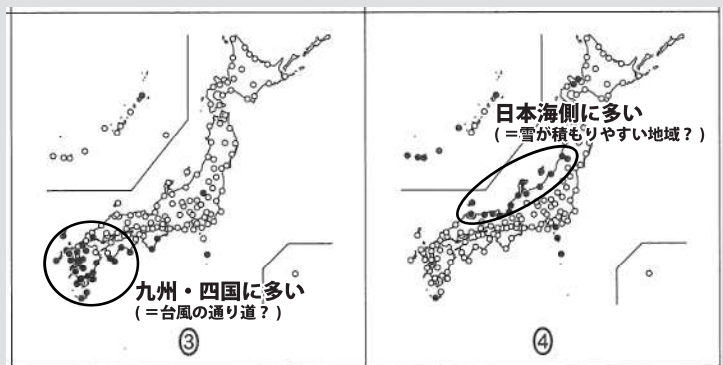 九州・四国に多い
(＝台風の通り道？)
③
日本海側に多い
(＝雪が積もりやすい地域？)
④